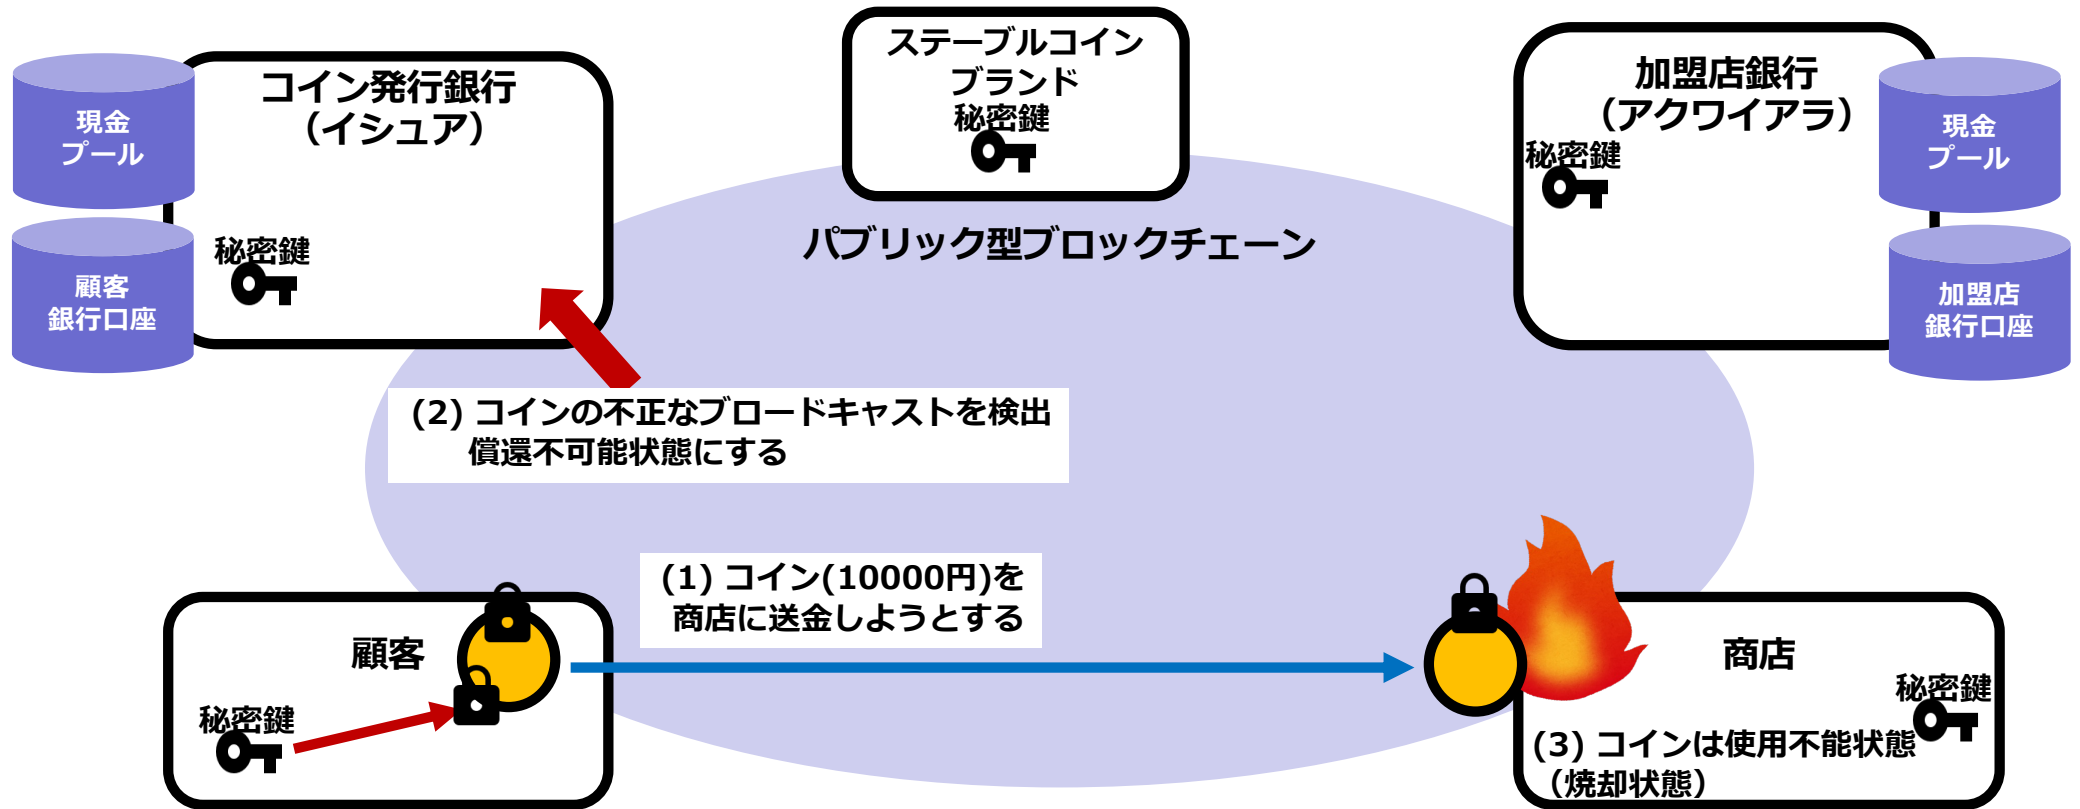 ステーブルコイン
ブランド
秘密鍵
コイン発行銀行
（イシュア）
現金
プール
顧客
銀行口座
秘密鍵
加盟店銀行
（アクワイアラ）
秘密鍵
現金
プール
加盟店
銀行口座
パブリック型ブロックチェーン
(2) コインの不正なブロードキャストを検出
償還不可能状態にする
(1) コイン(10000円)を
商店に送金しようとする
顧客
秘密鍵
商店
秘密鍵
(3) コインは使用不能状態
（焼却状態）